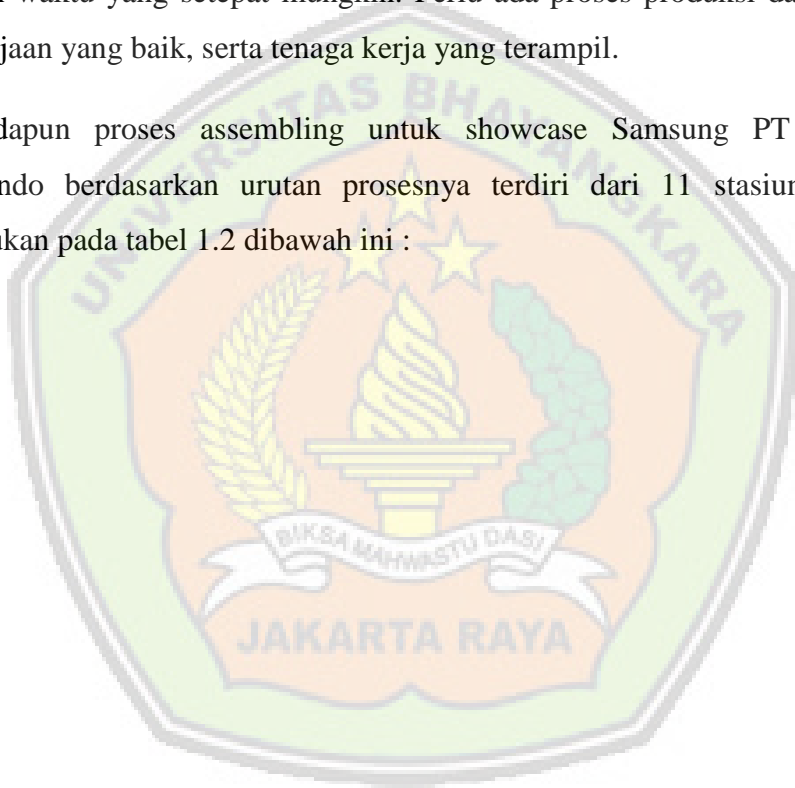 waktu yang setepat mungkin. Perlu ada proses produksi
jaan yang baik, serta tenaga kerja yang terampil.
dapun proses assembling untuk showcase Samsung PT
ndo berdasarkan urutan prosesnya terdiri dari 11 stasiun
ukan pada tabel 1.2 dibawah ini :
UNIVERSITAS BHAYANGKARA
BIKSA MAHWASTU DASI
JAKARTA RAYA